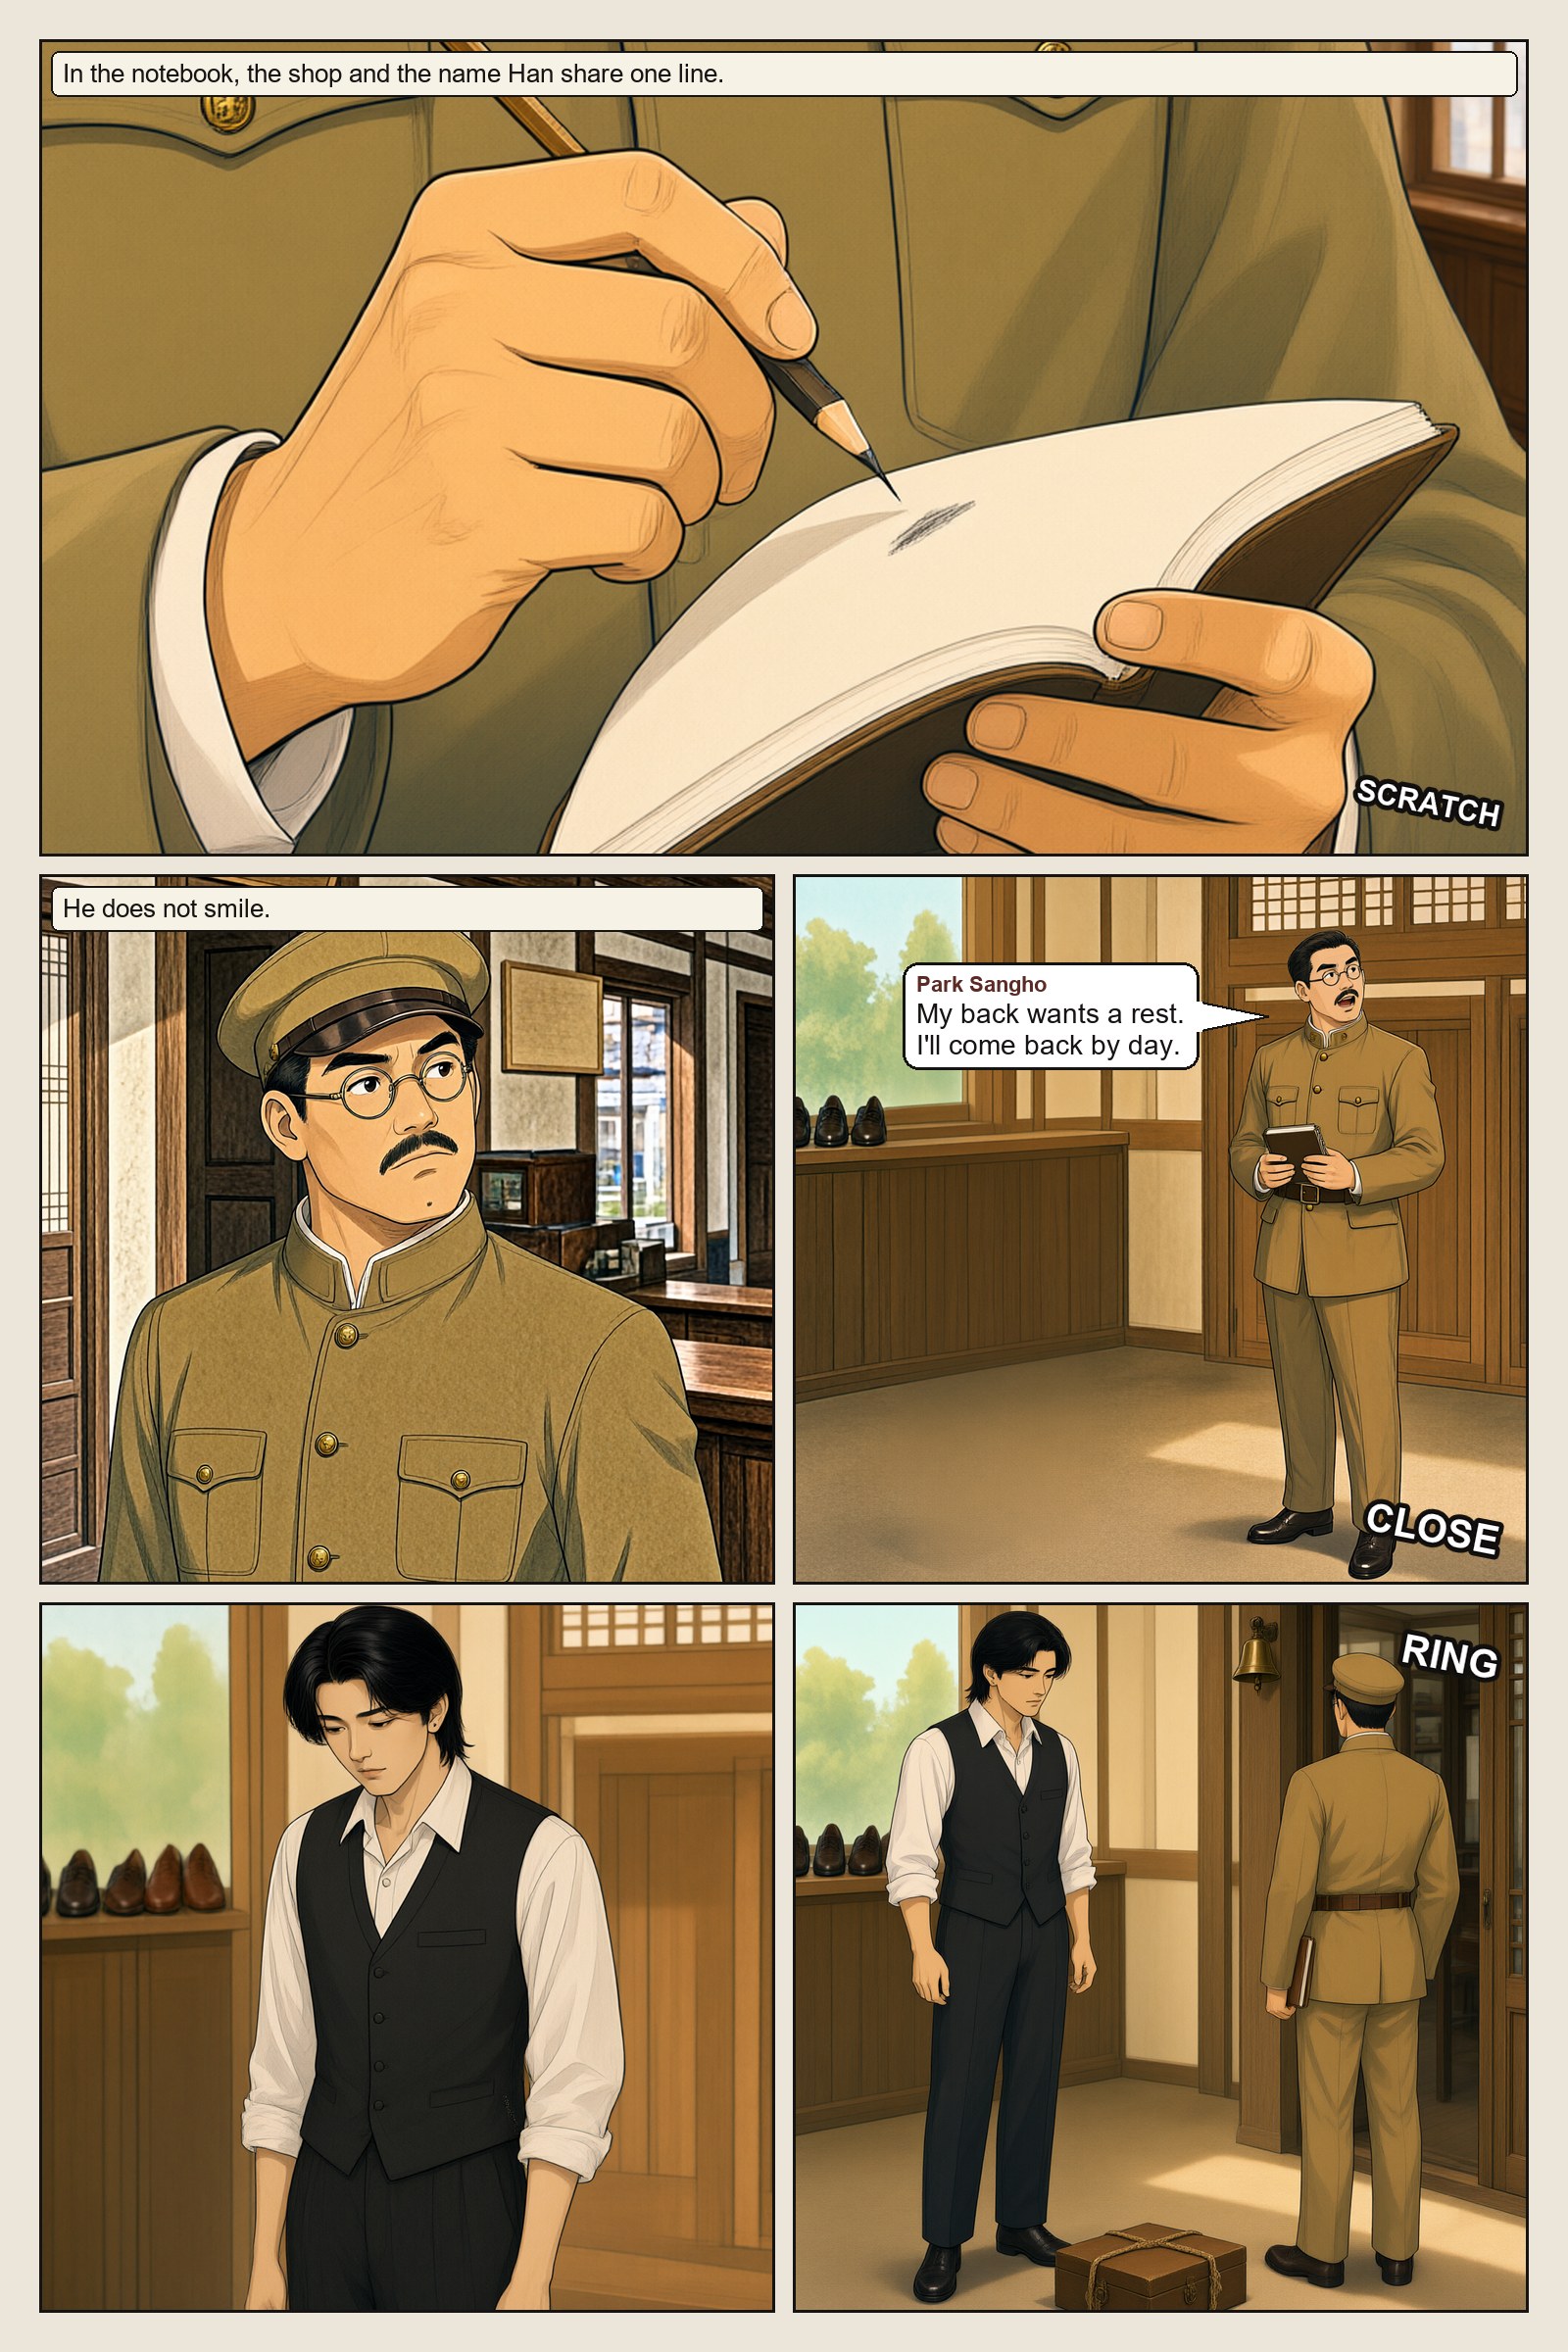 In the notebook, the shop and the name Han share one line.
SCRATCH
He does not smile.
Park Sangho
My back wants a rest.
I'll come back by day.
CLOSE
RING